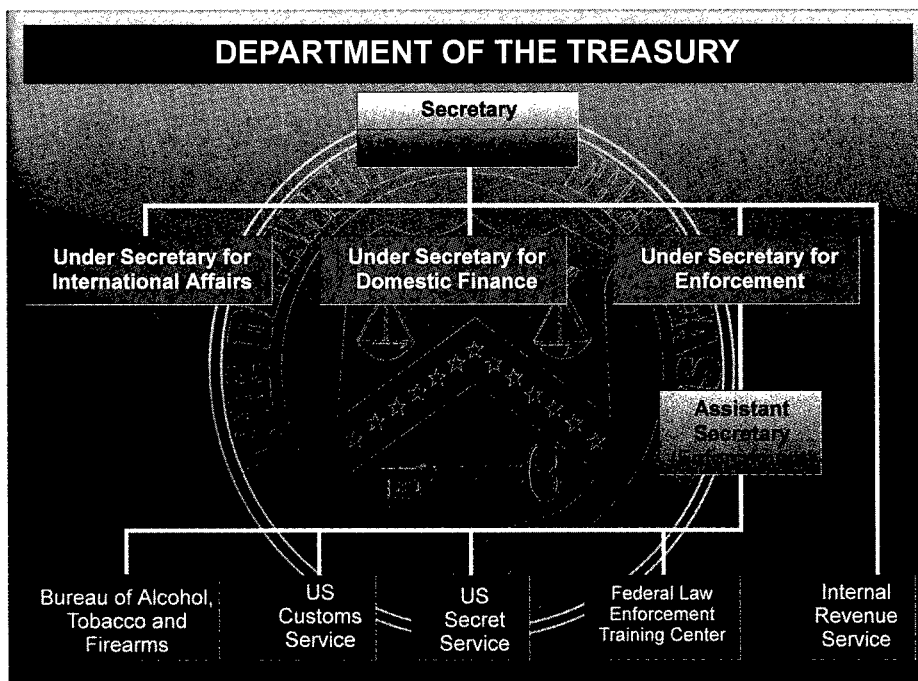 DEPARTMENT OF THE TREASURY
Secretary
Under Secretary for
International Affairs
Under Secretary for
Domestic Finance
Under Secretary for
Enforcement
Assistant
Secretary
Bureau of Alcohol,
Tobacco and
Firearms
US
Customs
Service
US
Secret
Service
Federal Law
Enforcement
Training Center
Internal
Revenue
Service